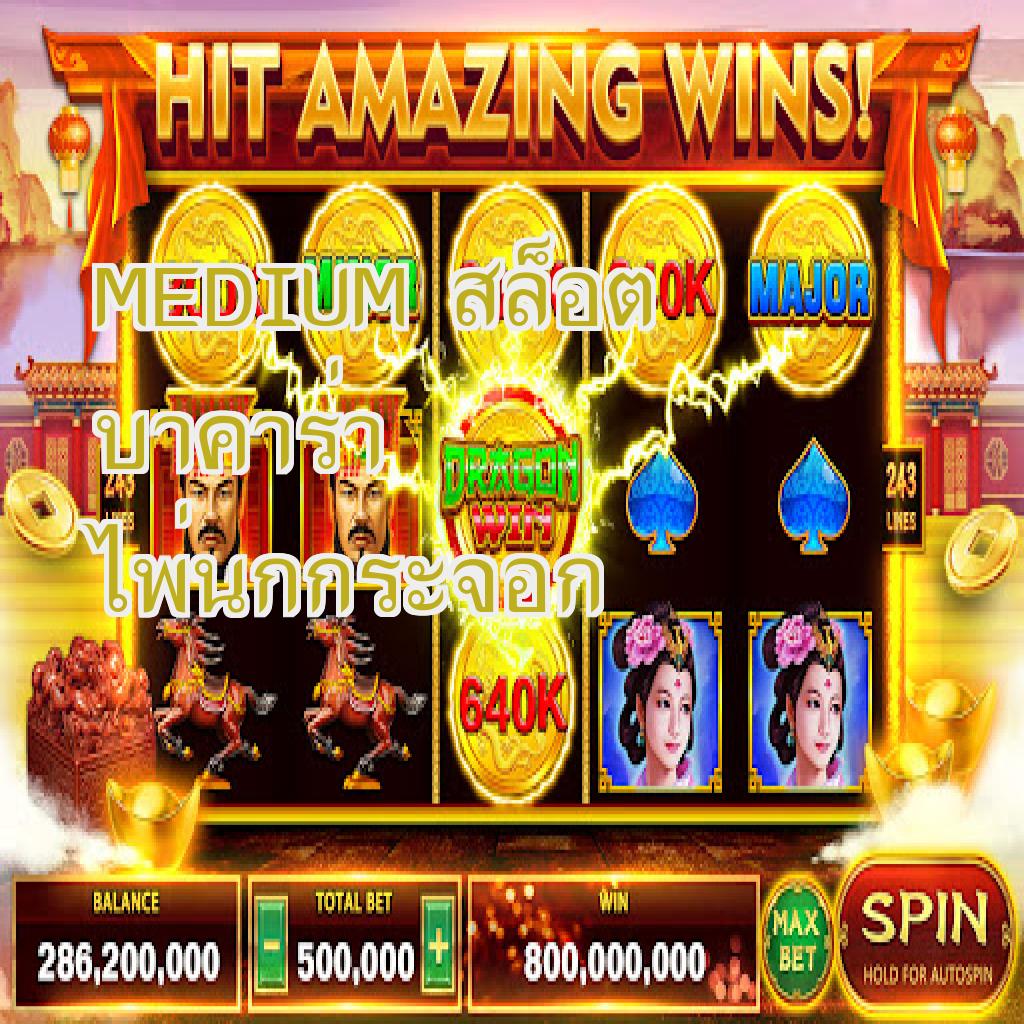 HIT AMAZING WINS!
MEDIUM สล็อต
บาคาร่า
ไพ่นกกระจอก
MAJOR
DRAGON
WIN
243
LINES
243
LINES
640K
BALANCE
286,200,000
TOTAL BET
- 500,000 +
WIN
800,000,000
MAX
BET
SPIN
HOLD FOR AUTOSPIN